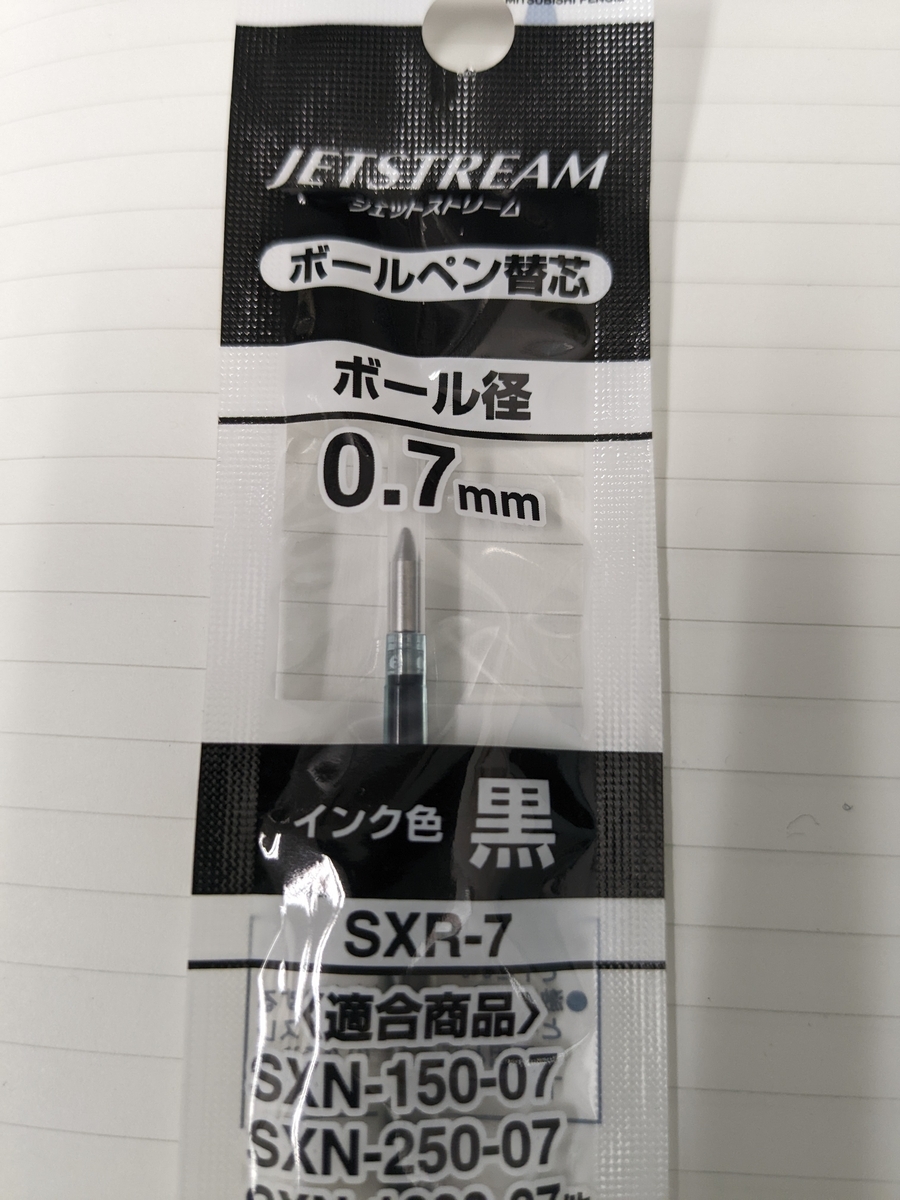 MITSUBISHI PENCIL
JETSTREAM
ジェットストリーム
ボールペン替芯
ボール径
0.7mm
インク色 黒
SXR-7
〈適合商品〉
SXN-150-07
SXN-250-07